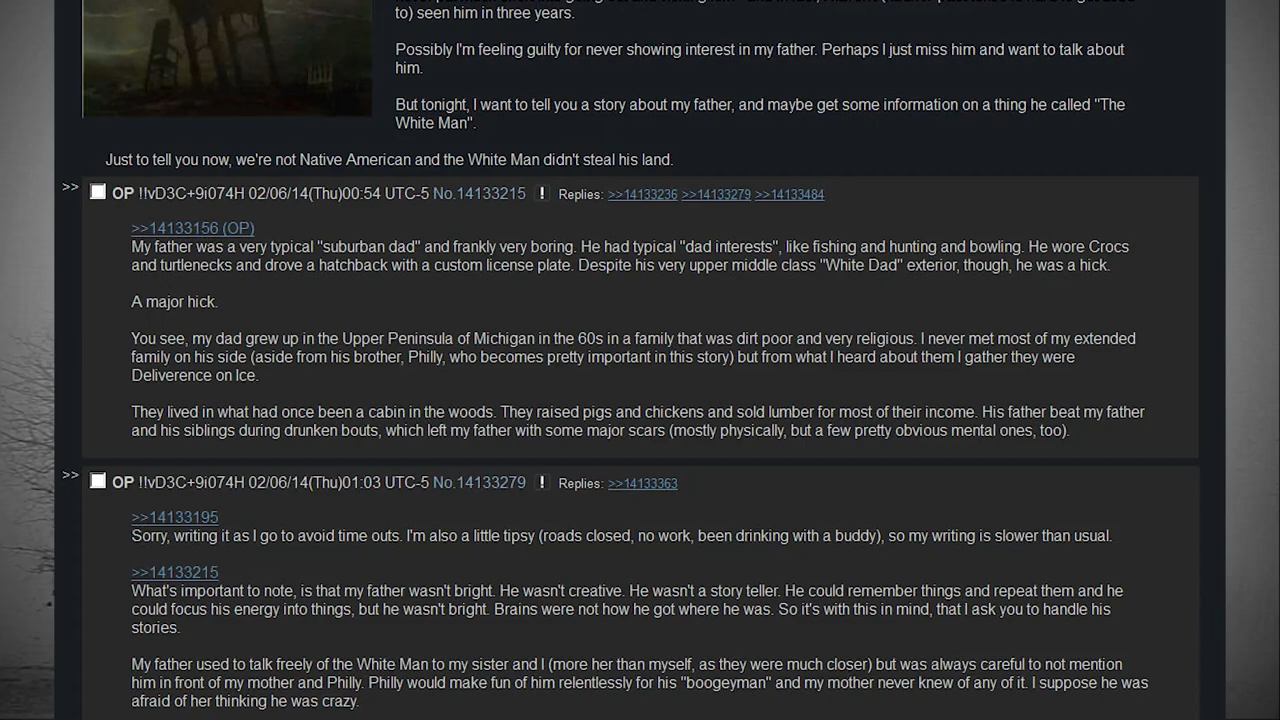 to) seen him in three years.
Possibly I'm feeling guilty for never showing interest in my father. Perhaps I just miss him and want to talk about
him.
But tonight, I want to tell you a story about my father, and maybe get some information on a thing he called "The
White Man".
Just to tell you now, we're not Native American and the White Man didn't steal his land.
>> OP !!vD3C+9i074H 02/06/14(Thu)00:54 UTC-5 No.14133215 ! Replies: >>14133236 >>14133279 >>14133484
>>14133156 (OP)
My father was a very typical "suburban dad" and frankly very boring. He had typical "dad interests", like fishing and hunting and bowling. He wore Crocs
and turtlenecks and drove a hatchback with a custom license plate. Despite his very upper middle class "White Dad" exterior, though, he was a hick.
A major hick.
You see, my dad grew up in the Upper Peninsula of Michigan in the 60s in a family that was dirt poor and very religious. I never met most of my extended
family on his side (aside from his brother, Philly, who becomes pretty important in this story) but from what I heard about them I gather they were
Deliverence on Ice.
They lived in what had once been a cabin in the woods. They raised pigs and chickens and sold lumber for most of their income. His father beat my father
and his siblings during drunken bouts, which left my father with some major scars (mostly physically, but a few pretty obvious mental ones, too).
>> OP !!vD3C+9i074H 02/06/14(Thu)01:03 UTC-5 No.14133279 ! Replies: >>14133363
>>14133195
Sorry, writing it as I go to avoid time outs. I'm also a little tipsy (roads closed, no work, been drinking with a buddy), so my writing is slower than usual.
>>14133215
What's important to note, is that my father wasn't bright. He wasn't creative. He wasn't a story teller. He could remember things and repeat them and he
could focus his energy into things, but he wasn't bright. Brains were not how he got where he was. So it's with this in mind, that I ask you to handle his
stories.
My father used to talk freely of the White Man to my sister and I (more her than myself, as they were much closer) but was always careful to not mention
him in front of my mother and Philly. Philly would make fun of him relentlessly for his "boogeyman" and my mother never knew of any of it. I suppose he was
afraid of her thinking he was crazy.